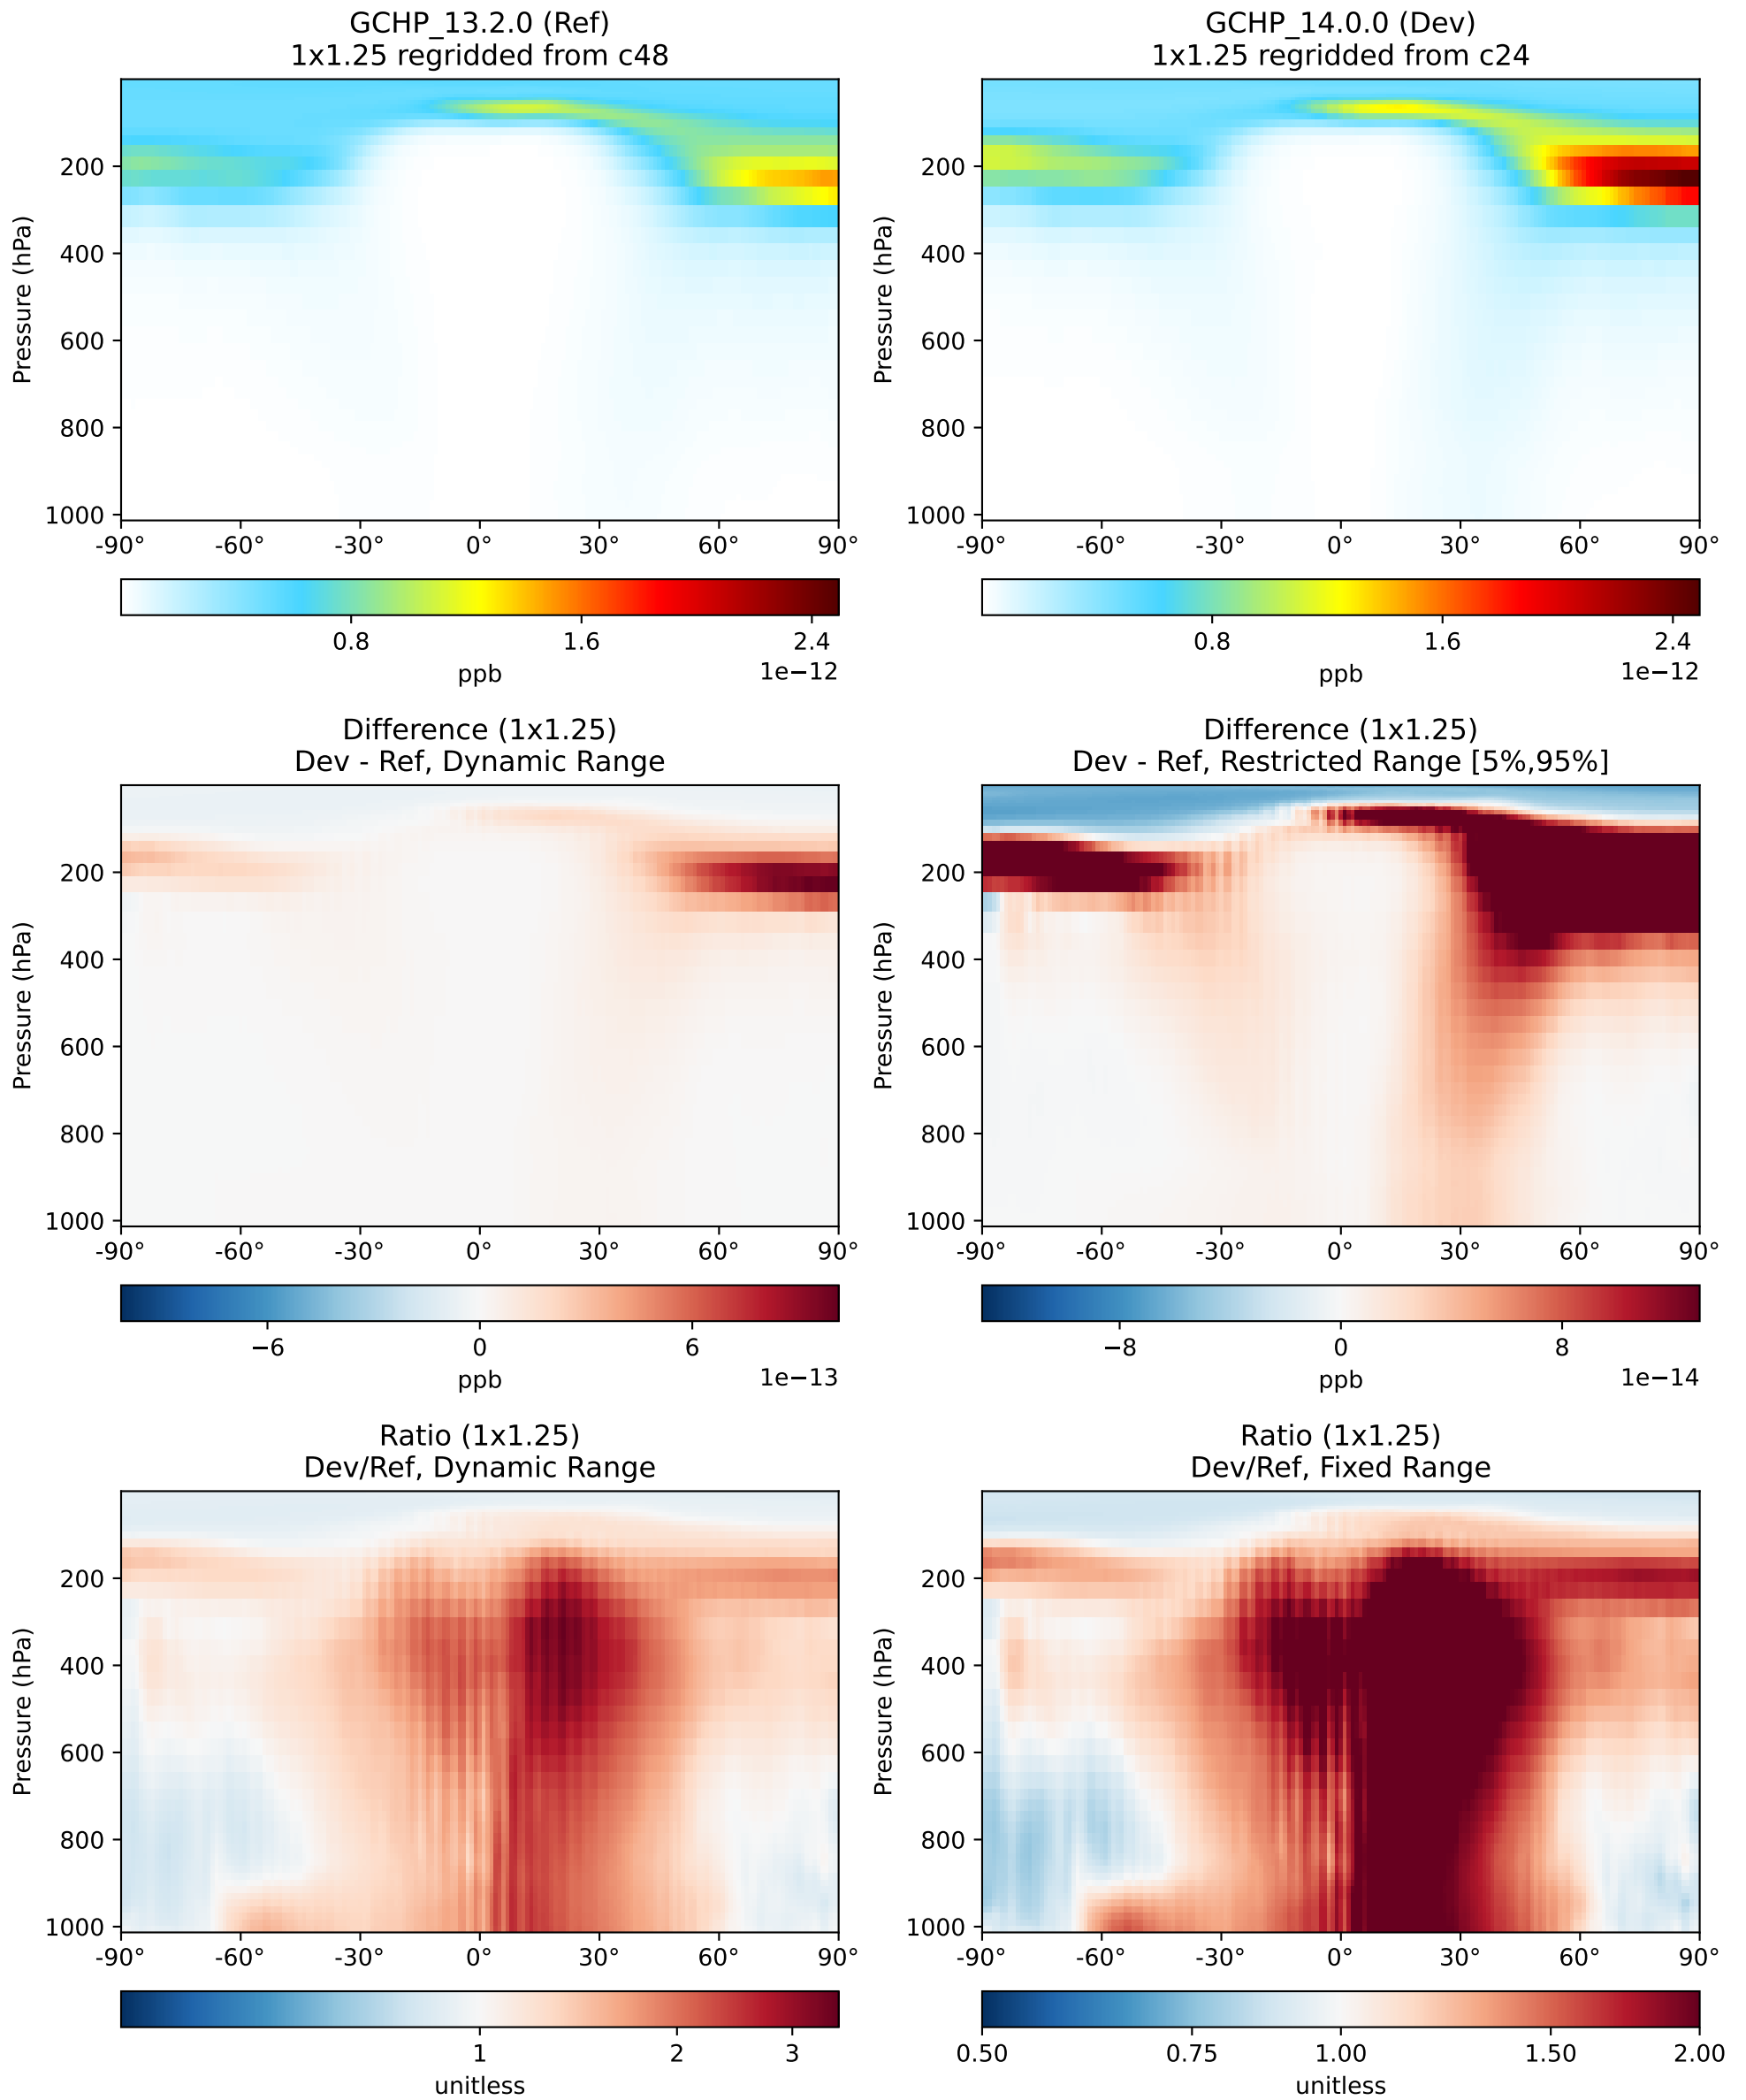 GCHP_13.2.0 (Ref)
1x1.25 regridded from c48
Pressure (hPa)
200
400
600
800
1000
-90° -60° -30° 0° 30° 60° 90°
0.8 1.6 2.4
ppb
1e−12
GCHP_14.0.0 (Dev)
1x1.25 regridded from c24
Pressure (hPa)
200
400
600
800
1000
-90° -60° -30° 0° 30° 60° 90°
0.8 1.6 2.4
ppb
1e−12
Difference (1x1.25)
Dev - Ref, Dynamic Range
Pressure (hPa)
200
400
600
800
1000
-90° -60° -30° 0° 30° 60° 90°
−6 0 6
ppb
1e−13
Difference (1x1.25)
Dev - Ref, Restricted Range [5%,95%]
Pressure (hPa)
200
400
600
800
1000
-90° -60° -30° 0° 30° 60° 90°
−8 0 8
ppb
1e−14
Ratio (1x1.25)
Dev/Ref, Dynamic Range
Pressure (hPa)
200
400
600
800
1000
-90° -60° -30° 0° 30° 60° 90°
1 2 3
unitless
Ratio (1x1.25)
Dev/Ref, Fixed Range
Pressure (hPa)
200
400
600
800
1000
-90° -60° -30° 0° 30° 60° 90°
0.50 0.75 1.00 1.50 2.00
unitless